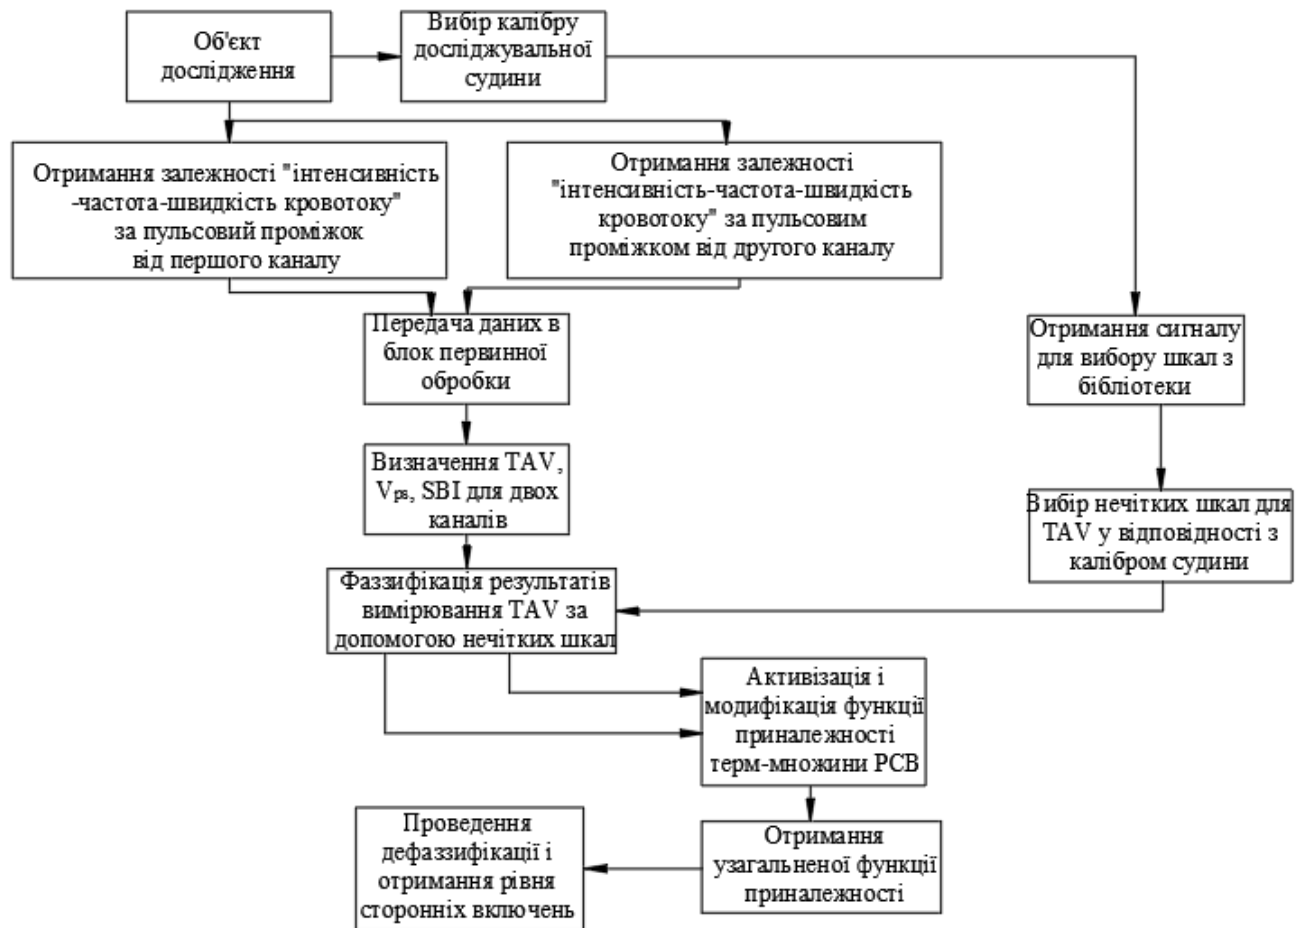 Об'єкт
дослідження
Вибір калібру
досліджувальної
судини
Отримання залежності "інтенсивність
-частота-швидкість кровотоку"
за пульсовий проміжок
від першого каналу
Отримання залежності
"інтенсивність-частота-швидкість
кровотоку" за пульсовим
проміжком від другого каналу
Передача даних в
блок первинної
обробки
Отримання сигналу
для вибору шкал з
бібліотеки
Визначення TAV,
Vps, SBI для двох
каналів
Вибір нечітких шкал для
TAV у відповідності з
калібром судини
Фаззифікація результатів
вимірювання TAV за
допомогою нечітких шкал
Активізація і
модифікація функції
приналежності
терм-множини РСВ
Отримання
узагальненої функції
приналежності
Проведення
дефаззифікації і
отримання рівня
сторонніх включень